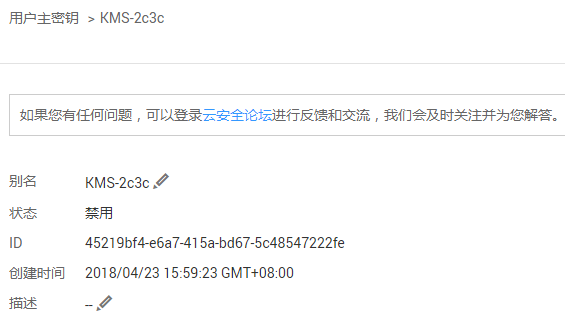 用户主密钥 > KMS-2c3c
如果您有任何问题，可以登录云安全论坛进行反馈和交流，我们会及时关注并为您解答。
别名 KMS-2c3c
状态 禁用
ID 45219bf4-e6a7-415a-bd67-5c48547222fe
创建时间 2018/04/23 15:59:23 GMT+08:00
描述 --